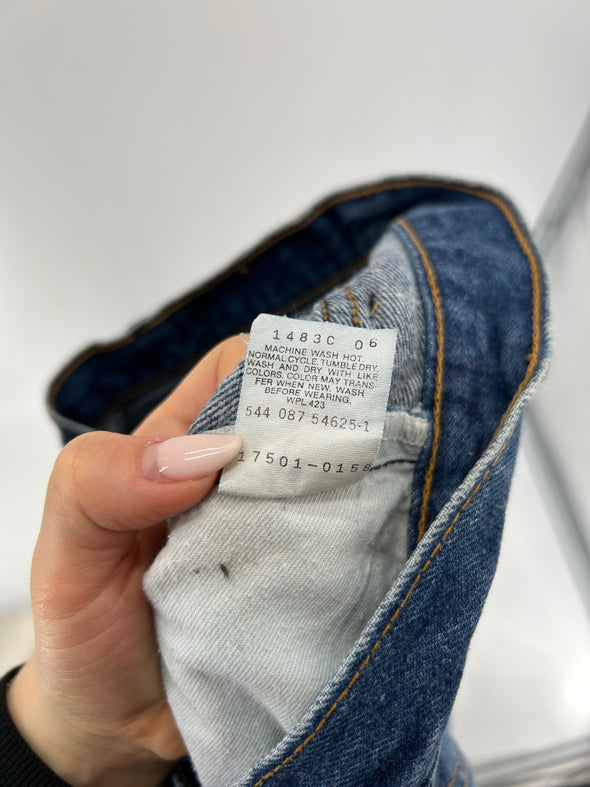 1483C 06
MACHINE WASH HOT.
NORMAL CYCLE. TUMBLE DRY.
WASH AND DRY WITH LIKE
COLORS. COLOR MAY TRANS-
FER WHEN NEW. WASH
BEFORE WEARING.
WPL 423
544 087 54625-1
17501-0158